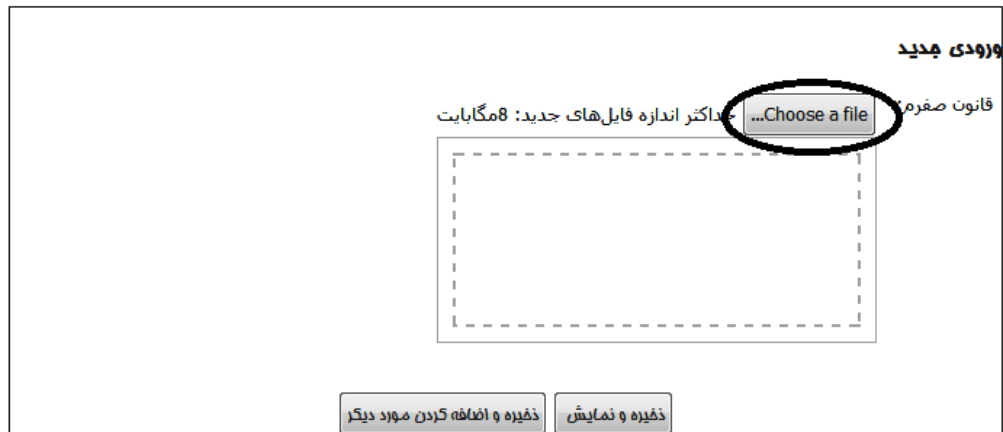 ورودی جدید
قانون صفرم:
Choose a file...
حداکثر اندازه فایل‌های جدید: 8مگابایت
ذخیره و نمایش
ذخیره و اضافه کردن مورد دیگر